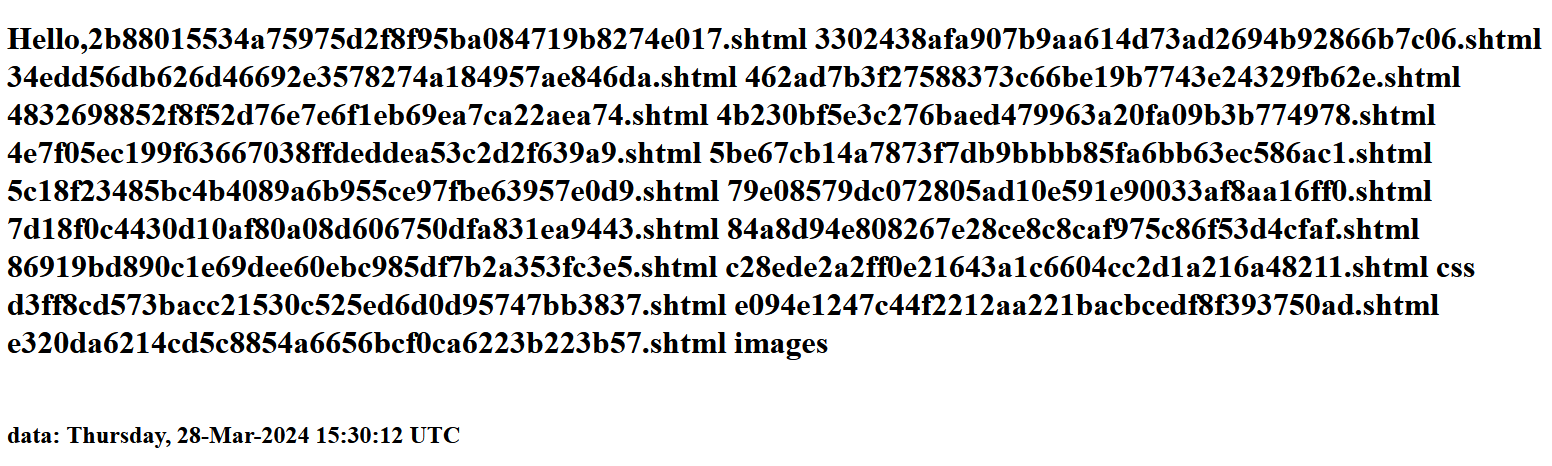 Hello,2b88015534a75975d2f8f95ba084719b8274e017.shtml 3302438afa907b9aa614d73ad2694b92866b7c06.shtml
34edd56db626d46692e3578274a184957ae846da.shtml 462ad7b3f27588373c66be19b7743e24329fb62e.shtml
4832698852f8f52d76e7e6f1eb69ea7ca22aea74.shtml 4b230bf5e3c276baed479963a20fa09b3b774978.shtml
4e7f05ec199f63667038ffdeddea53c2d2f639a9.shtml 5be67cb14a7873f7db9bbbb85fa6bb63ec586ac1.shtml
5c18f23485bc4b4089a6b955ce97fbe63957e0d9.shtml 79e08579dc072805ad10e591e90033af8aa16ff0.shtml
7d18f0c4430d10af80a08d606750dfa831ea9443.shtml 84a8d94e808267e28ce8c8caf975c86f53d4cfaf.shtml
86919bd890c1e69dee60ebc985df7b2a353fc3e5.shtml c28ede2a2ff0e21643a1c6604cc2d1a216a48211.shtml css
d3ff8cd573bacc21530c525ed6d0d95747bb3837.shtml e094e1247c44f2212aa221bacbcedf8f393750ad.shtml
e320da6214cd5c8854a6656bcf0ca6223b223b57.shtml images
data: Thursday, 28-Mar-2024 15:30:12 UTC